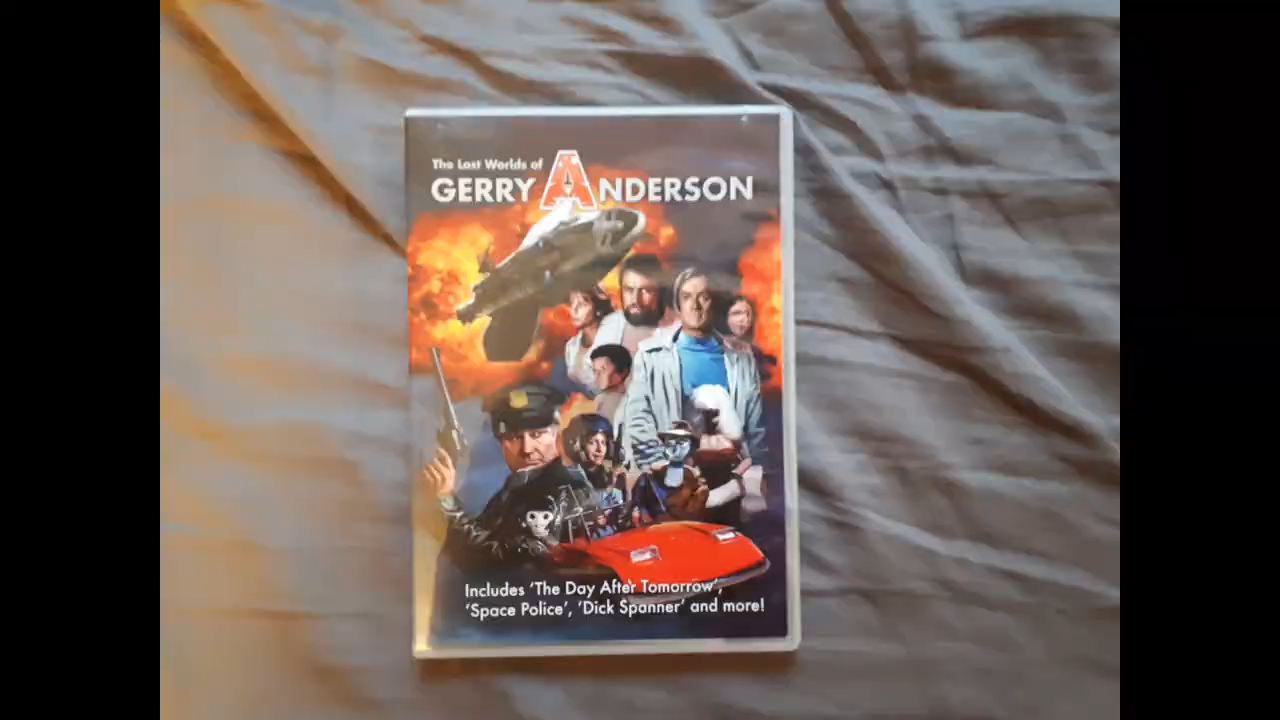 The Lost Worlds of
GERRY ANDERSON
Includes 'The Day After Tomorrow',
'Space Police', 'Dick Spanner' and more!